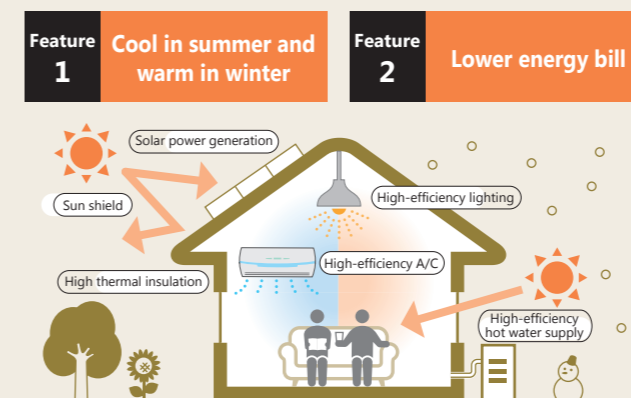 Feature
1
Cool in summer and
warm in winter
Feature
2
Lower energy bill
Solar power generation
Sun shield
High-efficiency lighting
High-efficiency A/C
High thermal insulation
High-efficiency
hot water supply